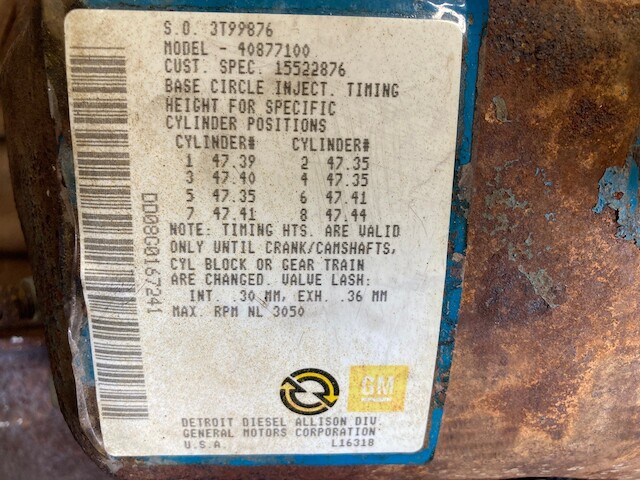 S.O. 3T99876
MODEL - 40877100
CUST. SPEC. 15522876
BASE CIRCLE INJECT. TIMING
HEIGHT FOR SPECIFIC
CYLINDER POSITIONS
CYLINDER# CYLINDER#
1 47.39 2 47.35
3 47.40 4 47.35
5 47.35 6 47.41
7 47.41 8 47.44
NOTE: TIMING HTS. ARE VALID
ONLY UNTIL CRANK/CAMSHAFTS,
CYL BLOCK OR GEAR TRAIN
ARE CHANGED. VALVE LASH:
INT. .30 MM, EXH. .36 MM
MAX. RPM NL 3050
DD08G0167241
GM
DETROIT DIESEL ALLISON DIV.
GENERAL MOTORS CORPORATION
U.S.A. L16318